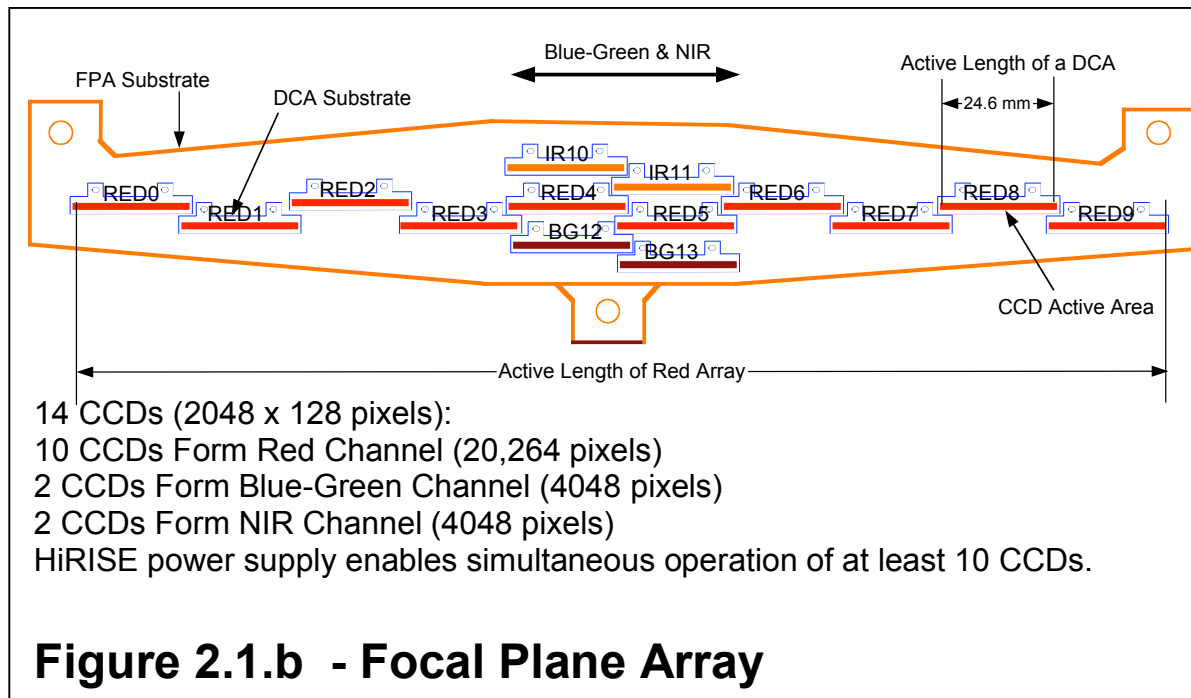 Blue-Green & NIR
Active Length of a DCA
FPA Substrate
DCA Substrate
24.6 mm
IR10
IR11
RED0
RED1
RED2
RED3
RED4
RED5
RED6
RED7
RED8
RED9
BG12
BG13
CCD Active Area
Active Length of Red Array
14 CCDs (2048 x 128 pixels):
10 CCDs Form Red Channel (20,264 pixels)
2 CCDs Form Blue-Green Channel (4048 pixels)
2 CCDs Form NIR Channel (4048 pixels)
HiRISE power supply enables simultaneous operation of at least 10 CCDs.
Figure 2.1.b - Focal Plane Array